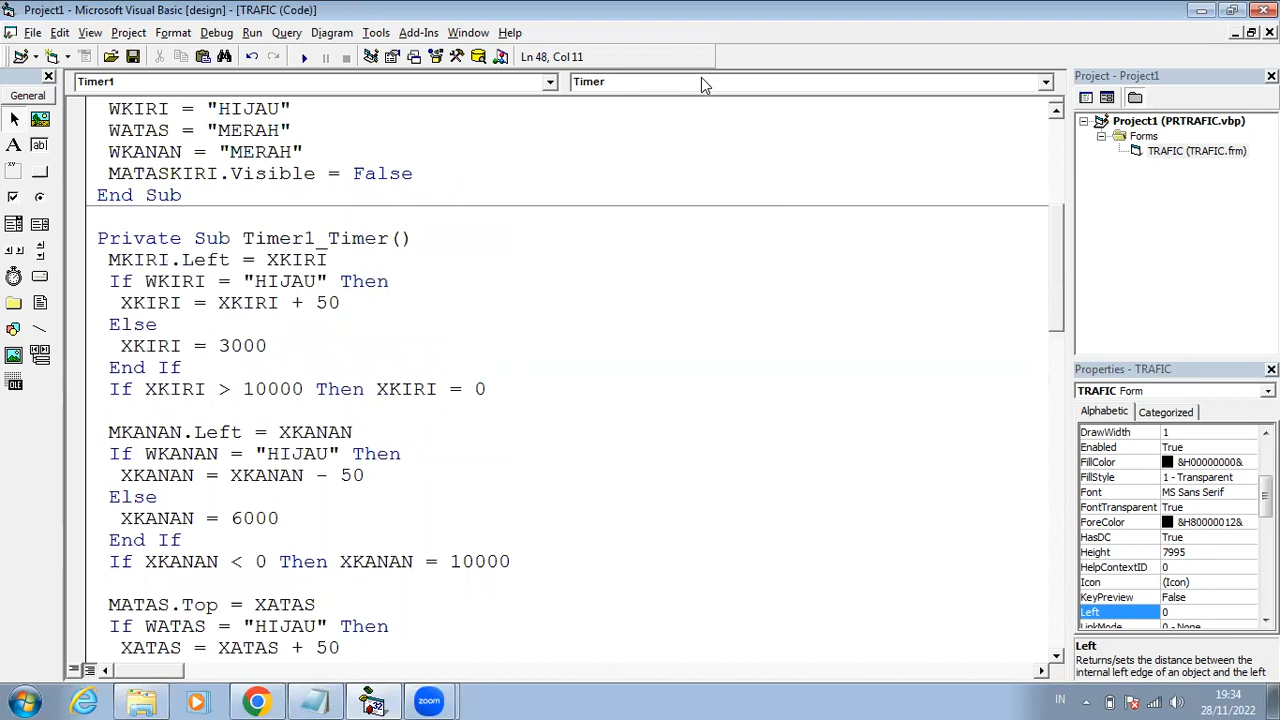 Project1 - Microsoft Visual Basic [design] - [TRAFIC (Code)]
File Edit View Project Format Debug Run Query Diagram Tools Add-Ins Window Help
Ln 48, Col 11
General
Timer1
Timer
WKIRI = "HIJAU"
WATAS = "MERAH"
WKANAN = "MERAH"
MATASKIRI.Visible = False
End Sub
Private Sub Timer1_Timer()
MKIRI.Left = XKIRI
If WKIRI = "HIJAU" Then
XKIRI = XKIRI + 50
Else
XKIRI = 3000
End If
If XKIRI > 10000 Then XKIRI = 0
MKANAN.Left = XKANAN
If WKANAN = "HIJAU" Then
XKANAN = XKANAN - 50
Else
XKANAN = 6000
End If
If XKANAN < 0 Then XKANAN = 10000
MATAS.Top = XATAS
If WATAS = "HIJAU" Then
XATAS = XATAS + 50
Project - Project1
Project1 (PRTRAFIC.vbp)
Forms
TRAFIC (TRAFIC.frm)
Properties - TRAFIC
TRAFIC Form
Alphabetic Categorized
DrawWidth 1
Enabled True
FillColor &H00000000&
FillStyle 1 - Transparent
Font MS Sans Serif
FontTransparent True
ForeColor &H80000012&
HasDC True
Height 7995
HelpContextID 0
Icon (Icon)
KeyPreview False
Left 0
LinkMode 0 - None
Left
Returns/sets the distance between the
internal left edge of an object and the left
zoom
IN
19:34
28/11/2022